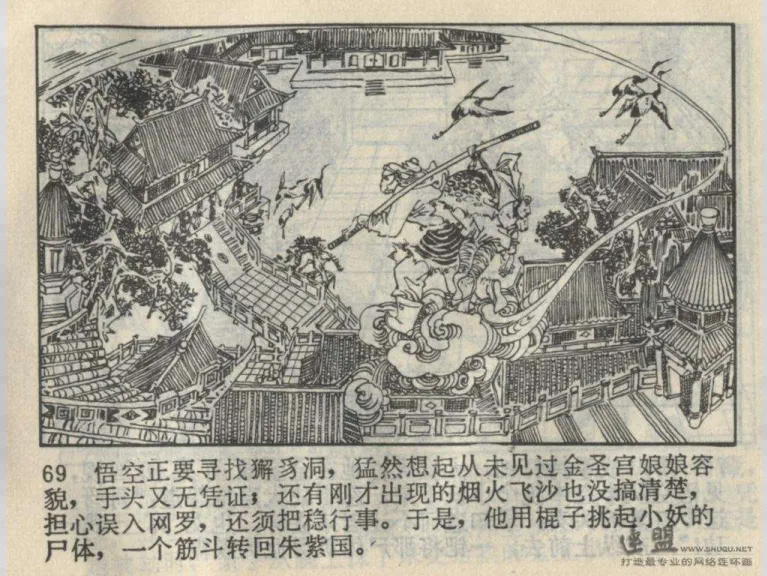 69 悟空正要寻找獬豸洞，猛然想起从未见过金圣宫娘娘容
貌，手头又无凭证；还有刚才出现的烟火飞沙也没搞清楚，
担心误入网罗，还须把稳行事。于是，他用棍子挑起小妖的
尸体，一个筋斗转回朱紫国。
连盟 WWW.SHUQU.NET
打造最专业的网络连环画